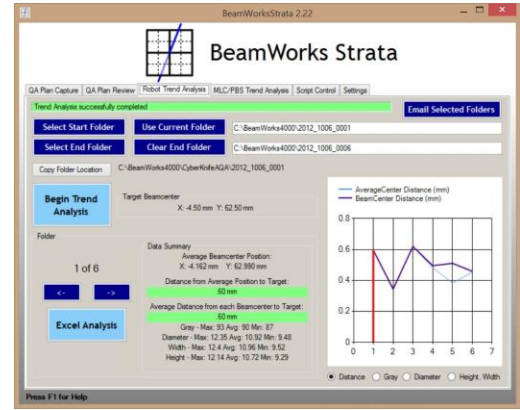 BeamWorksStrata 2.22
BeamWorks Strata
QA Plan Capture QA Plan Review Robot Trend Analysis MLC/PBS Trend Analysis Script Control Settings
Trend Analysis successfully completed
Email Selected Folders
Select Start Folder Use Current Folder C:\BeamWorks4000\2012_1006_0001
Select End Folder Clear End Folder C:\BeamWorks4000\2012_1006_0006
Copy Folder Location C:\BeamWorks4000\CyberKnifeAQA\2012_1006_0001
Begin Trend Analysis
Target Beamcenter
X: -4.50 mm Y: 62.50 mm
Folder
1 of 6
<- ->
Excel Analysis
Data Summary
Average Beamcenter Position:
X: -4.162 mm Y: 62.990 mm
Distance from Average Position to Target:
.60 mm
Average Distance from each Beamcenter to Target:
.60 mm
Gray - Max: 93 Avg: 90 Min: 87
Diameter - Max: 12.35 Avg: 10.92 Min: 9.48
Width - Max: 12.4 Avg: 10.96 Min: 9.52
Height - Max: 12.14 Avg: 10.72 Min: 9.29
AverageCenter Distance (mm)
BeamCenter Distance (mm)
0.8
0.6
0.4
0.2
0
0 1 2 3 4 5 6 7
Distance Gray Diameter Height, Width
Press F1 for Help